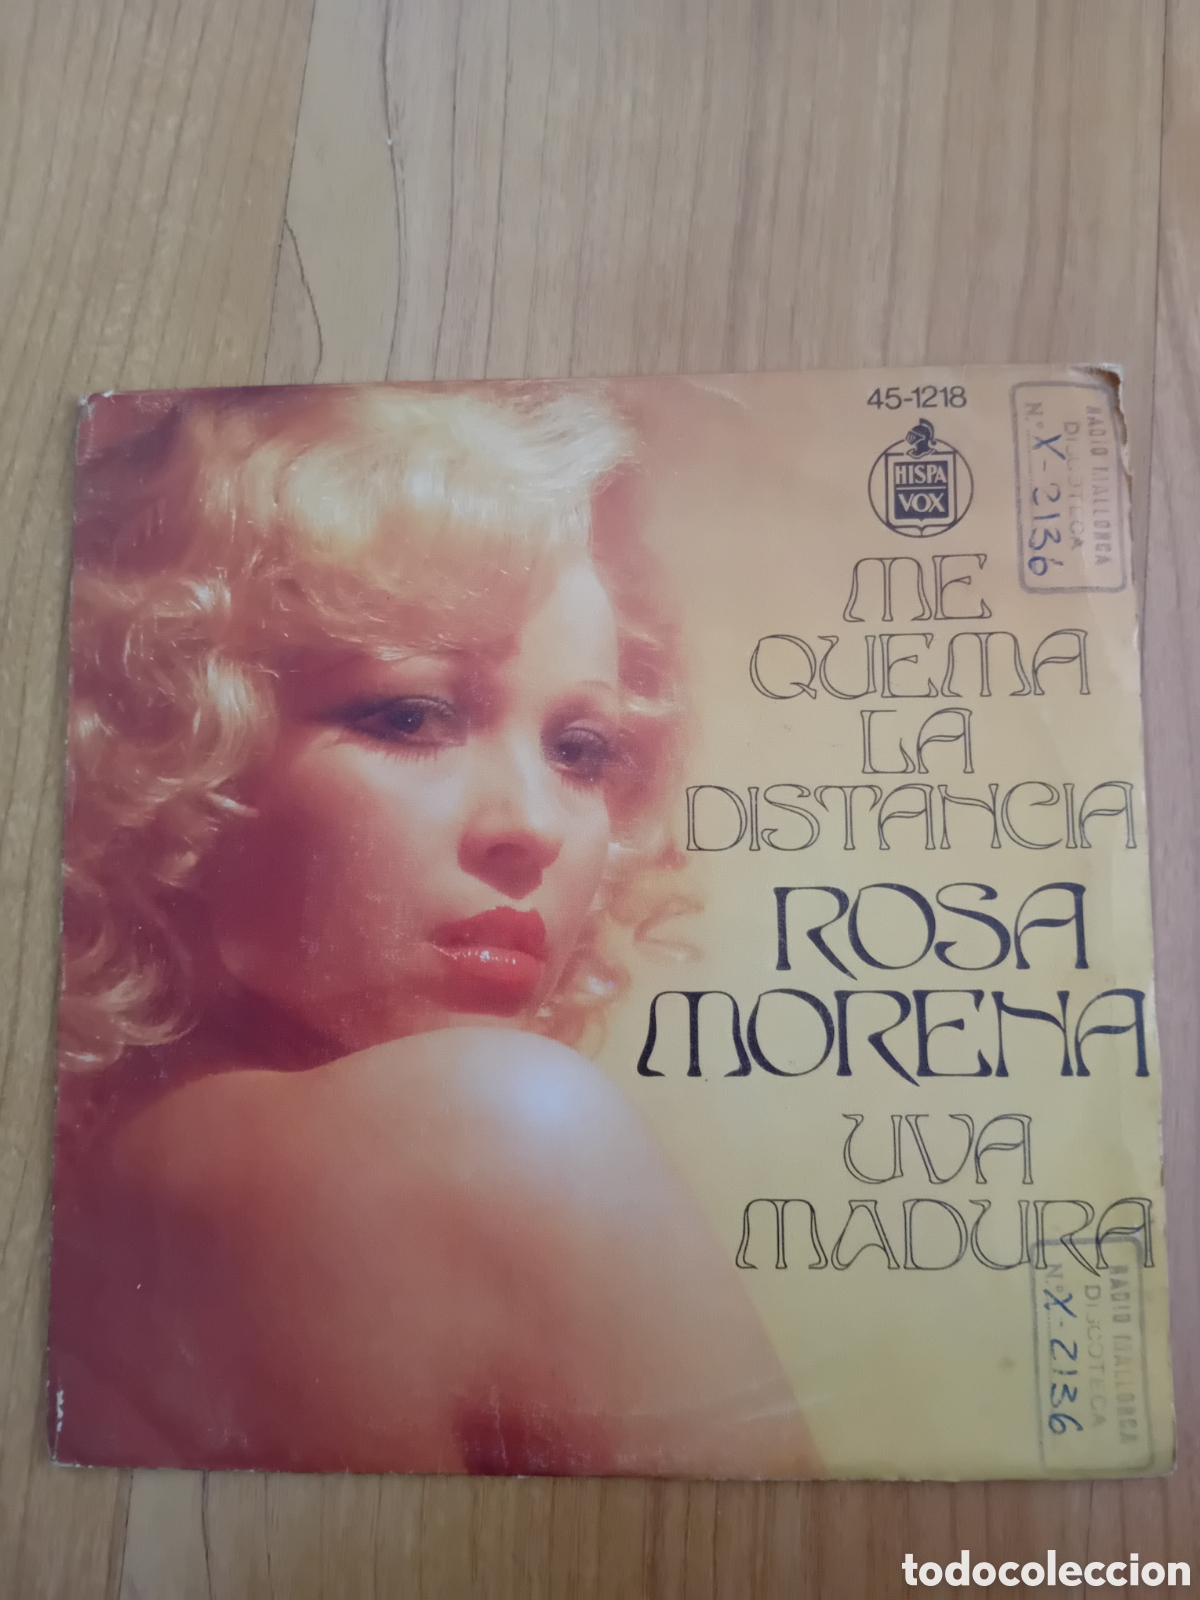 45-1218
HISPA
VOX
RADIO MALLORCA
DISCOTECA
N.º X-2136
ME
QUEMA
LA
DISTANCIA
ROSA
MORENA
UVA
MADURA
RADIO MALLORCA
DISCOTECA
N.º X-2136
todocoleccion